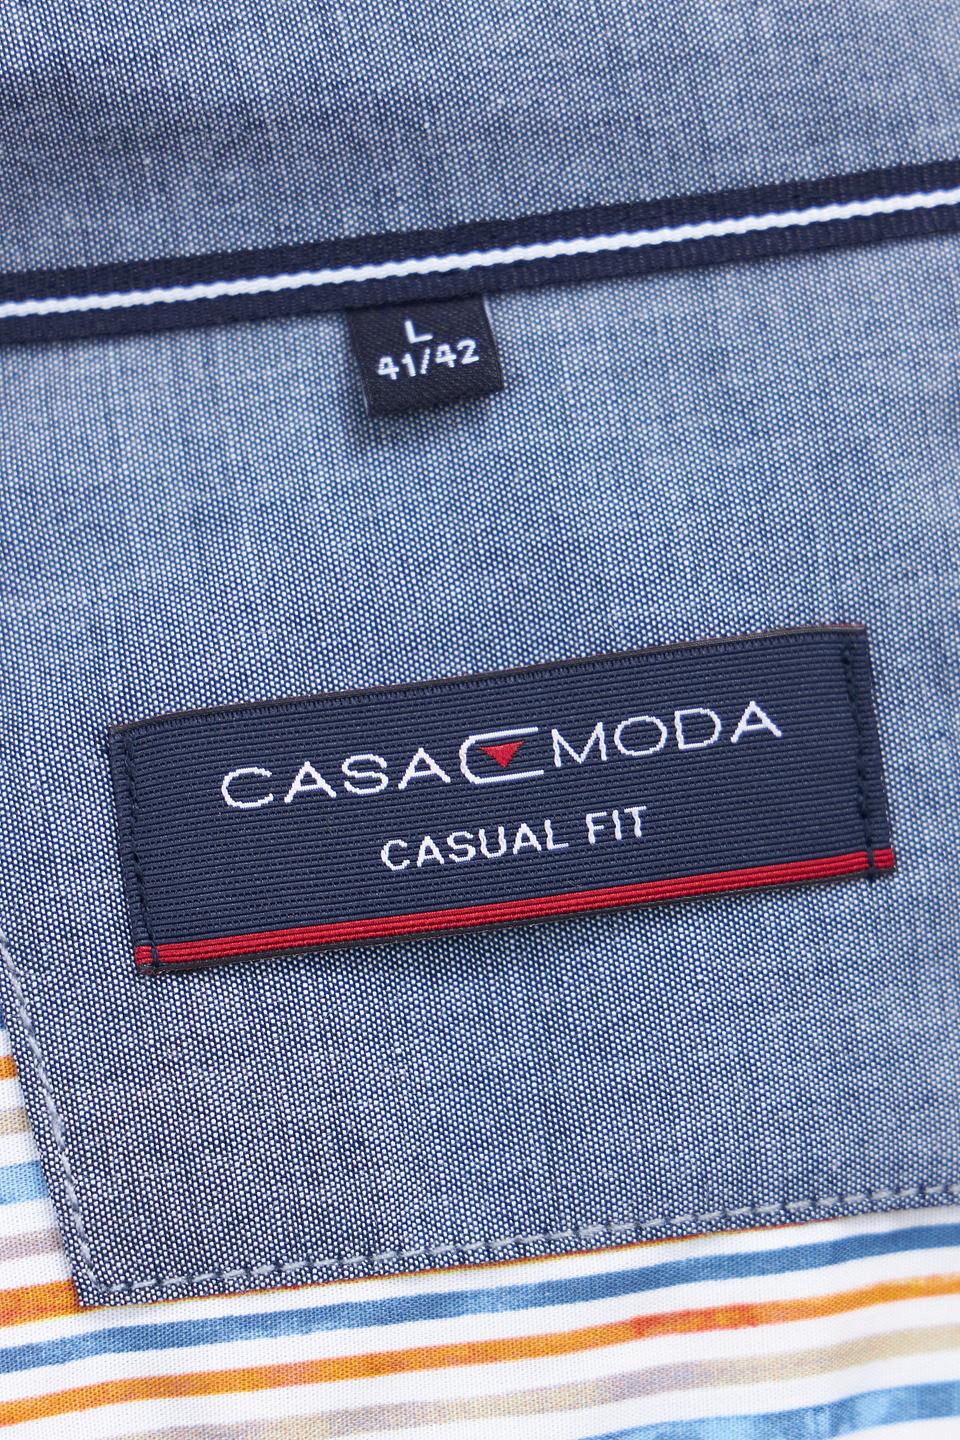 L
41/42
CASA MODA
CASUAL FIT